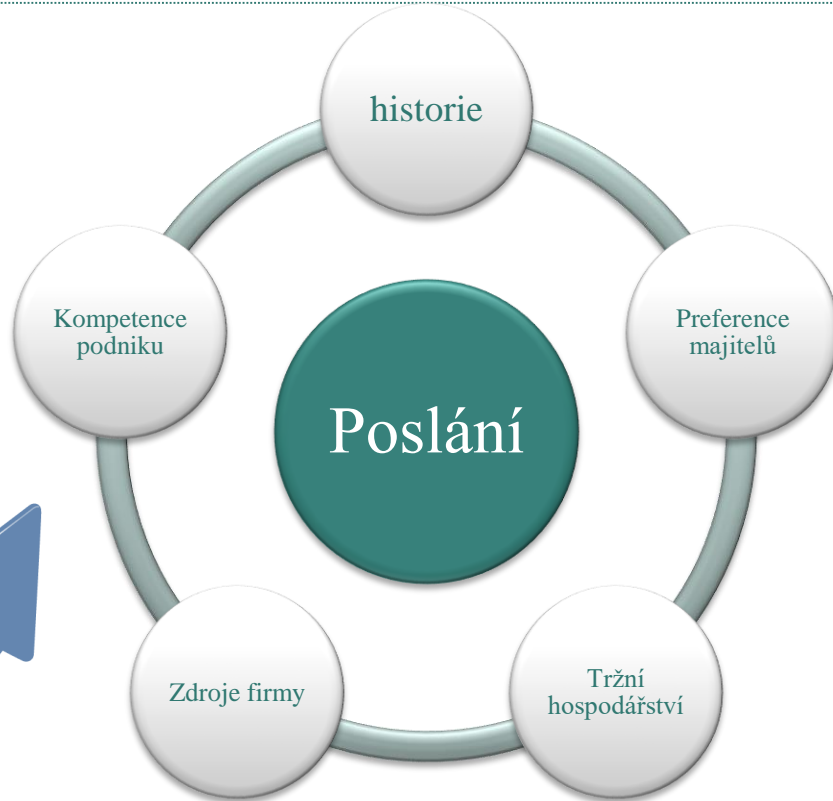 historie
Kompetence
podniku
Preference
majitelů
Poslání
Zdroje firmy
Tržní
hospodářství